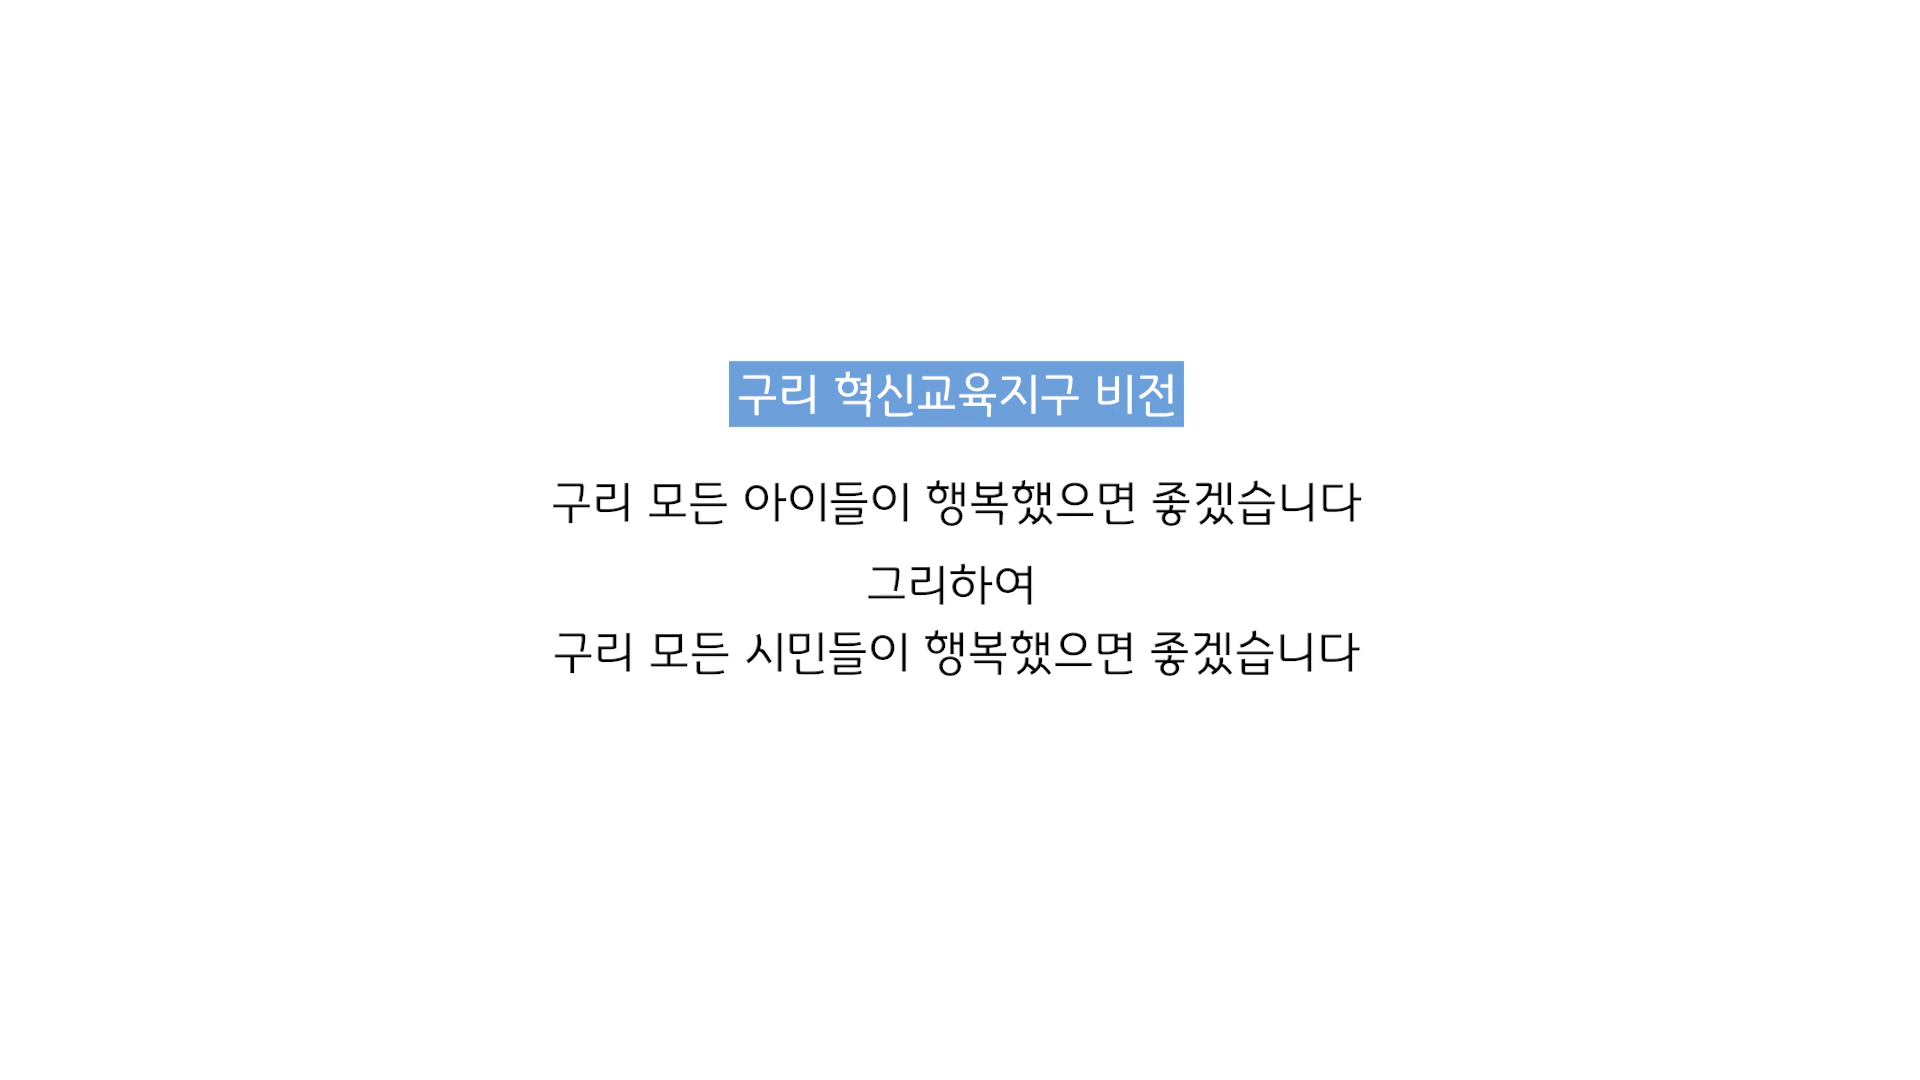 구리 혁신교육지구 비전
구리 모든 아이들이 행복했으면 좋겠습니다
그리하여
구리 모든 시민들이 행복했으면 좋겠습니다